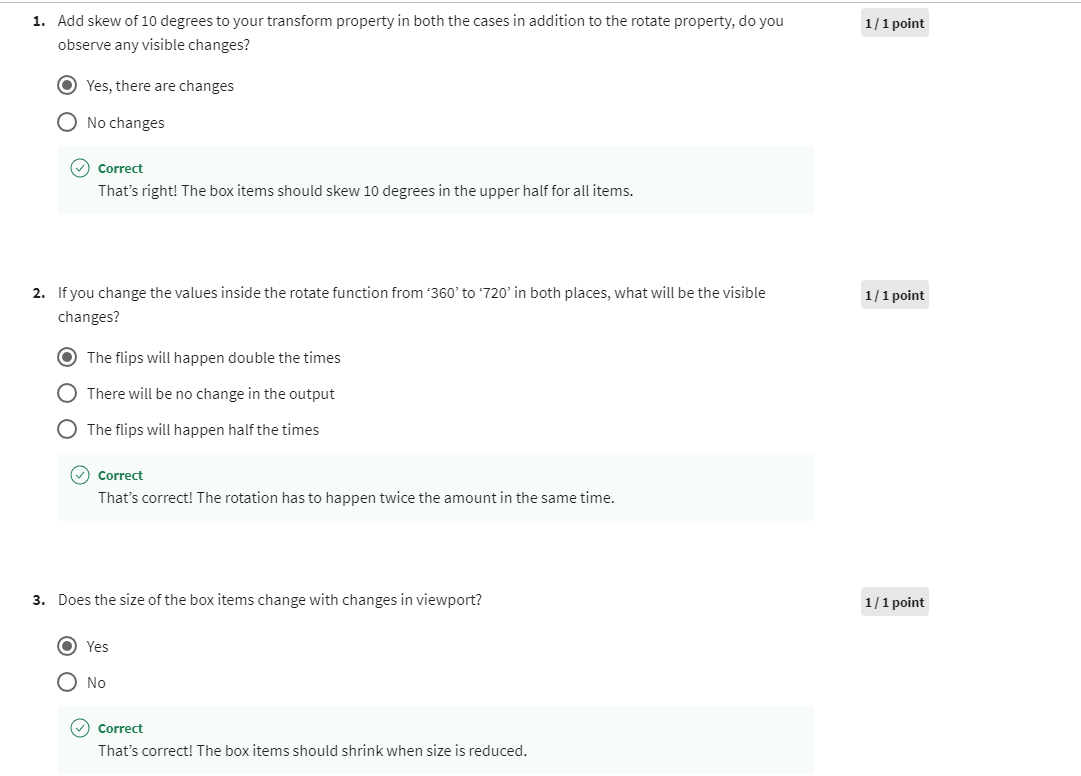 1. Add skew of 10 degrees to your transform property in both the cases in addition to the rotate property, do you
observe any visible changes?
1 / 1 point
Yes, there are changes
No changes
Correct
That’s right! The box items should skew 10 degrees in the upper half for all items.
2. If you change the values inside the rotate function from ‘360’ to ‘720’ in both places, what will be the visible
changes?
1 / 1 point
The flips will happen double the times
There will be no change in the output
The flips will happen half the times
Correct
That’s correct! The rotation has to happen twice the amount in the same time.
3. Does the size of the box items change with changes in viewport?
1 / 1 point
Yes
No
Correct
That’s correct! The box items should shrink when size is reduced.